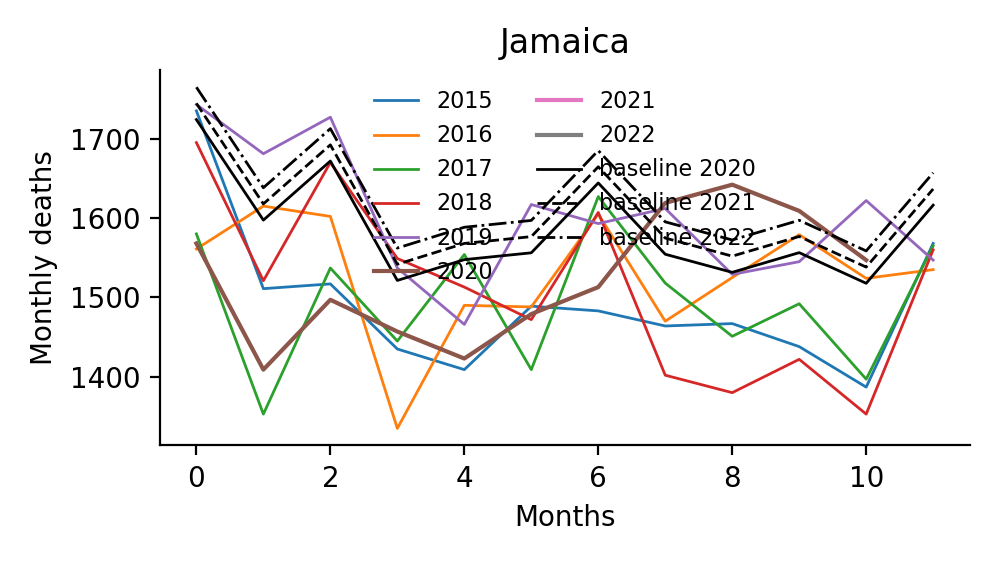 Jamaica
Monthly deaths
1700
1600
1500
1400
2015
2016
2017
2018
2019
2020
2021
2022
baseline 2020
baseline 2021
baseline 2022
0 2 4 6 8 10
Months